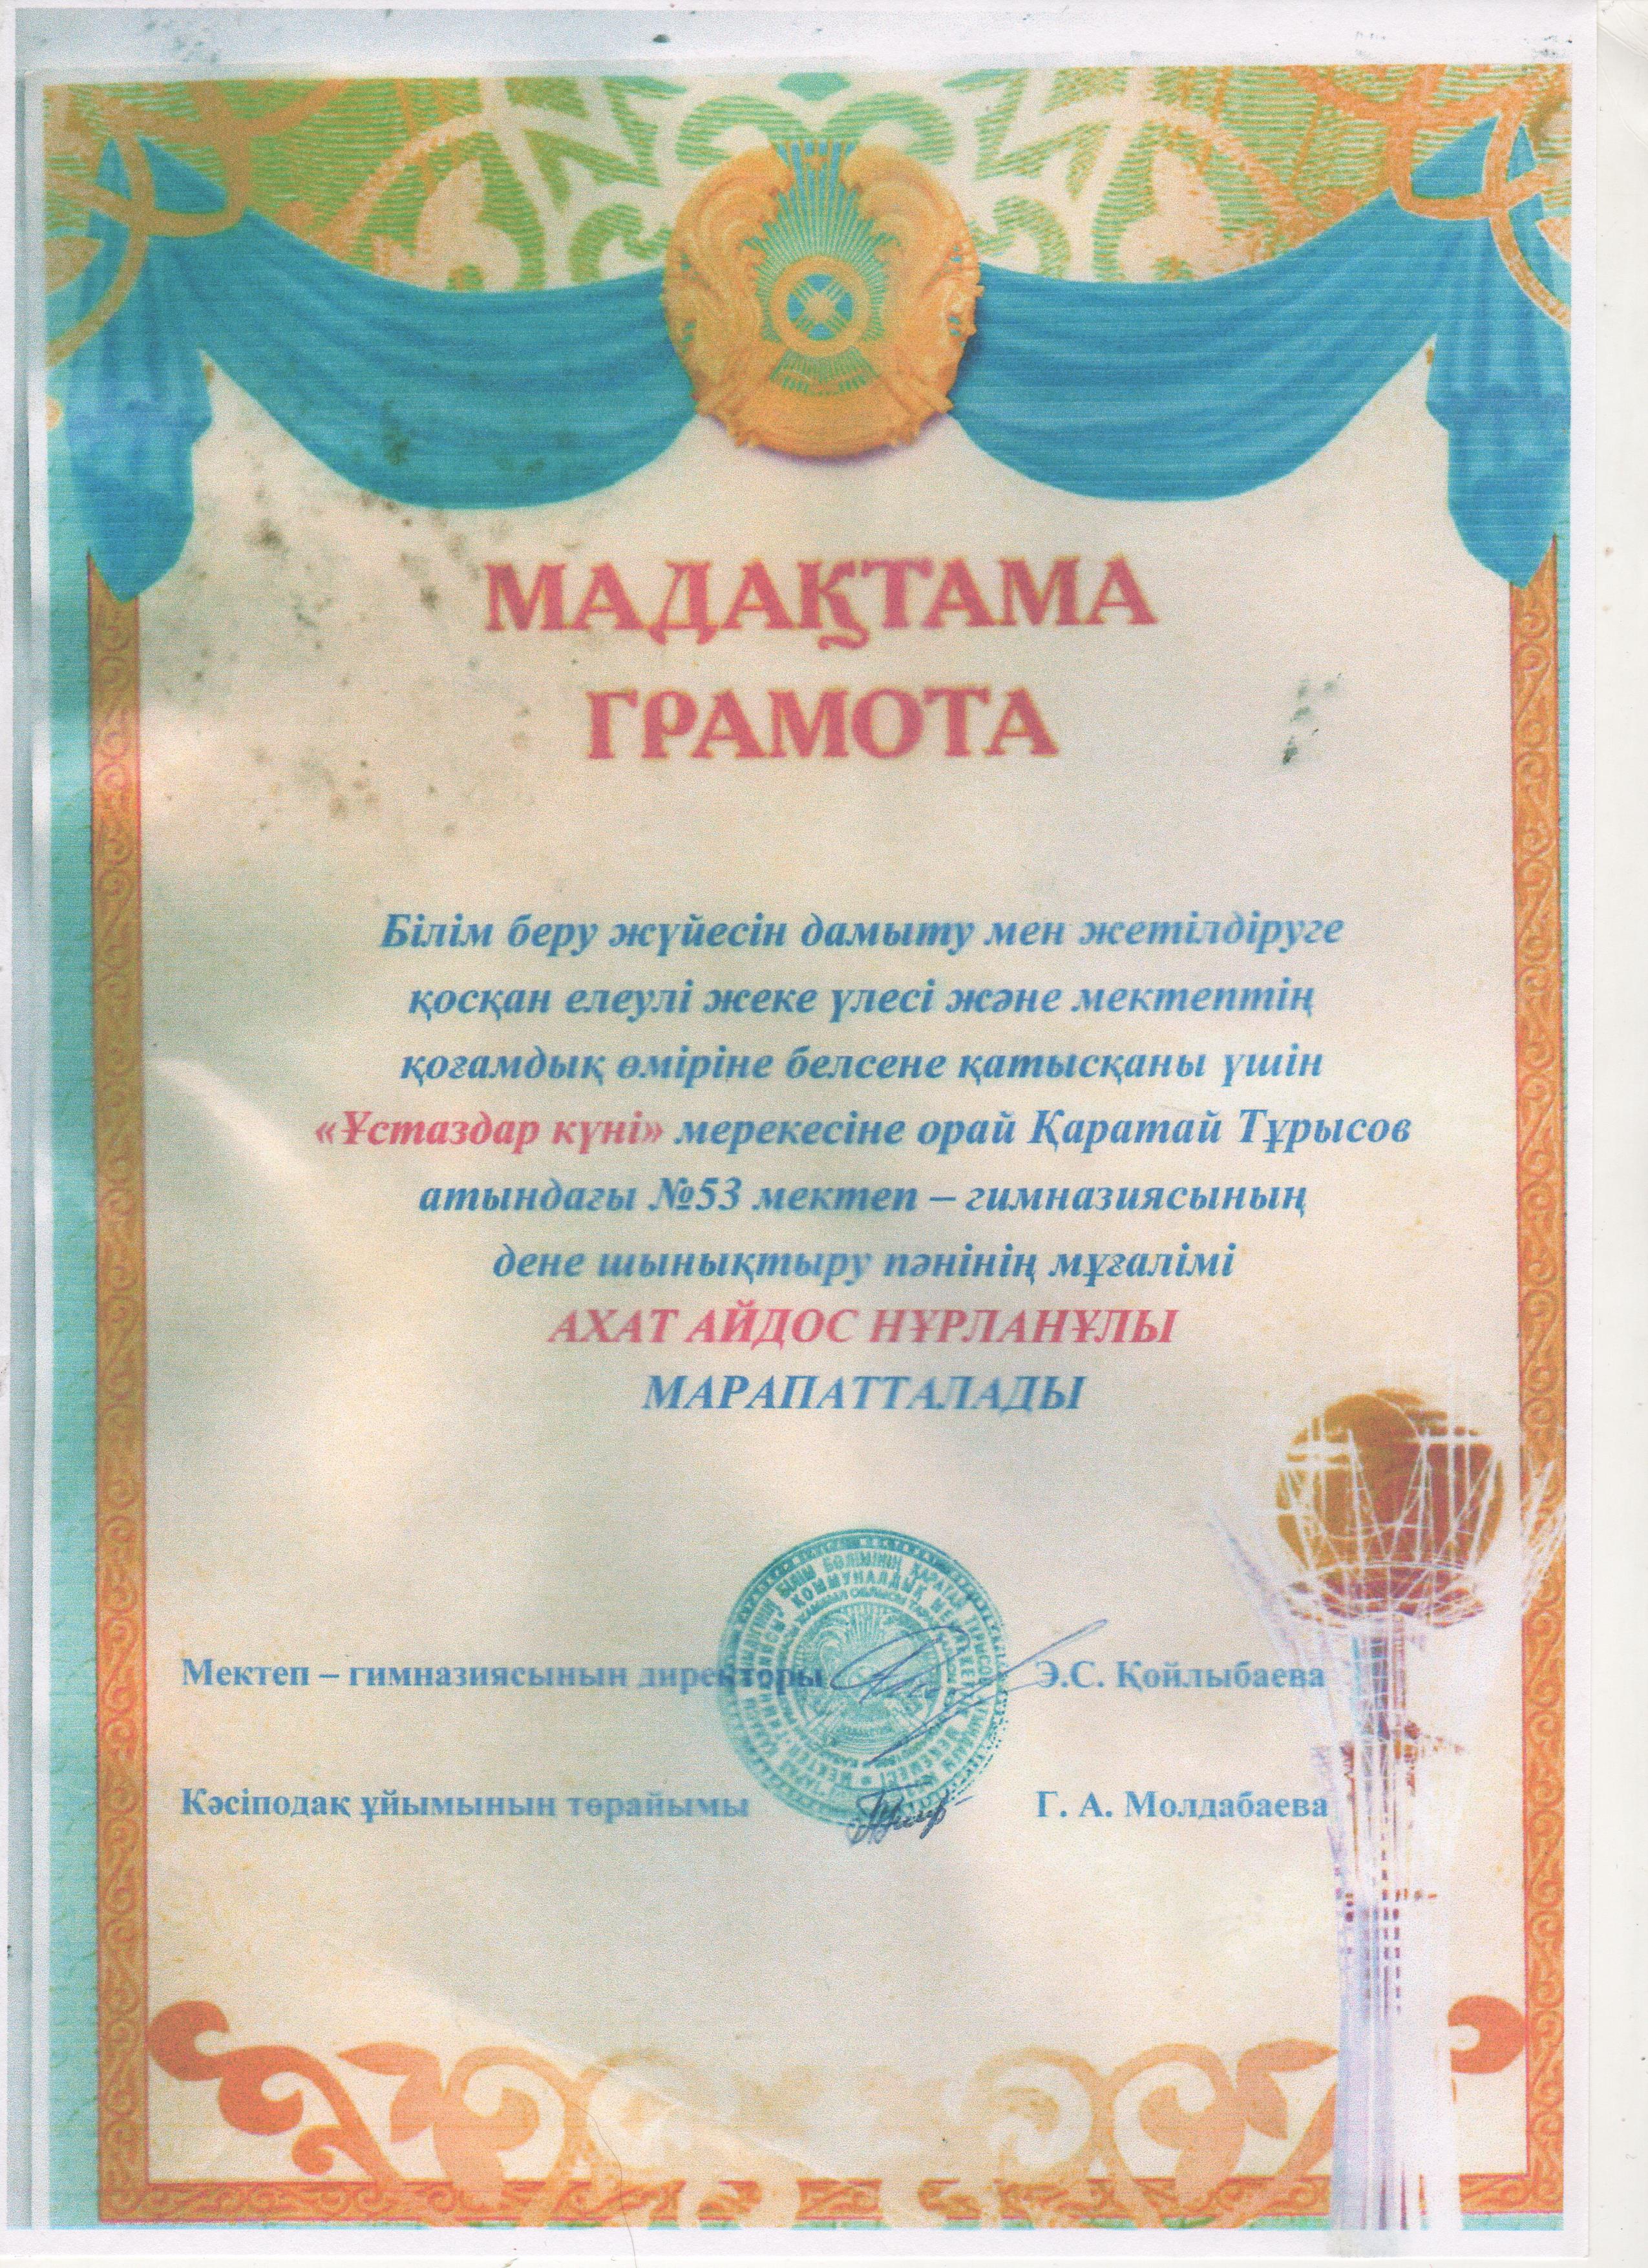 МАДАҚТАМА
ГРАМОТА
Білім беру жүйесін дамыту мен жетілдіруге
қосқан елеулі жеке үлесі және мектептің
қоғамдық өміріне белсене қатысқаны үшін
«Ұстаздар күні» мерекесіне орай Қаратай Тұрысов
атындағы №53 мектеп – гимназиясының
дене шынықтыру пәнінің мұғалімі
АХАТ АЙДОС НҰРЛАНҰЛЫ
МАРАПАТТАЛАДЫ
Мектеп – гимназиясынын директоры Э.С. Қойлыбаева
Кәсіподақ ұйымынын төрайымы Г. А. Молдабаева